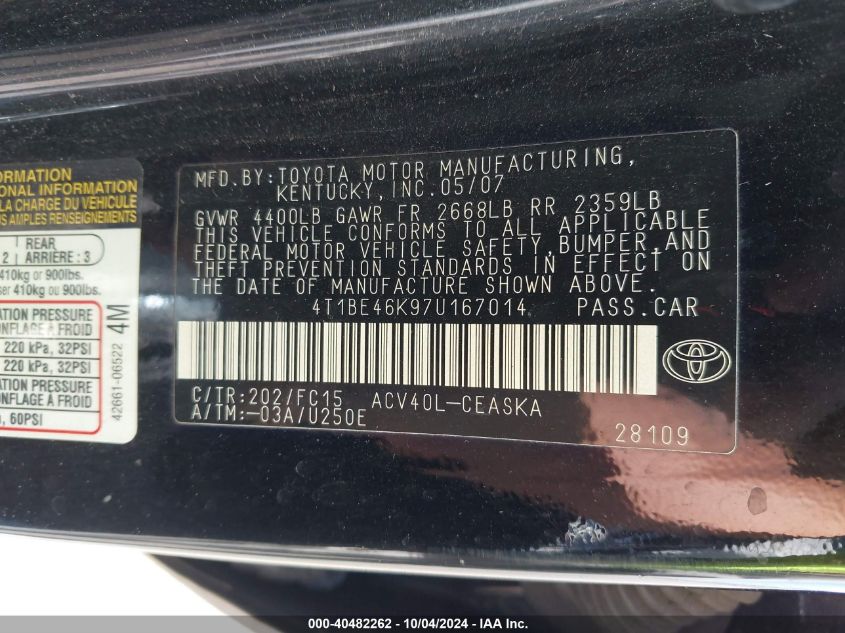 ORMATION
ONAL INFORMATION
LA CHARGE DU VÉHICULE
US AMPLES RENSEIGNEMENTS
2 REAR
ARRIÈRE : 3
410kg or 900lbs.
ser 410kg ou 900lbs.
ATION PRESSURE
ON À FROID
220 kPa, 32PSI
220 kPa, 32PSI
ATION PRESSURE
ON À FROID
a, 60PSI
42661-06522 4M
MFD.BY:TOYOTA MOTOR MANUFACTURING,
KENTUCKY,INC.05/07
GVWR 4400LB GAWR FR 2668LB RR 2359LB
THIS VEHICLE CONFORMS TO ALL APPLICABLE
FEDERAL MOTOR VEHICLE SAFETY,BUMPER,AND
THEFT PREVENTION STANDARDS IN EFFECT ON
THE DATE OF MANUFACTURE SHOWN ABOVE.
4T1BE46K97U167014 PASS.CAR
C/TR:202/FC15 ACV40L-CEASKA
A/TM:-03A/U250E
28109
000-40482262 - 10/04/2024 - IAA Inc.